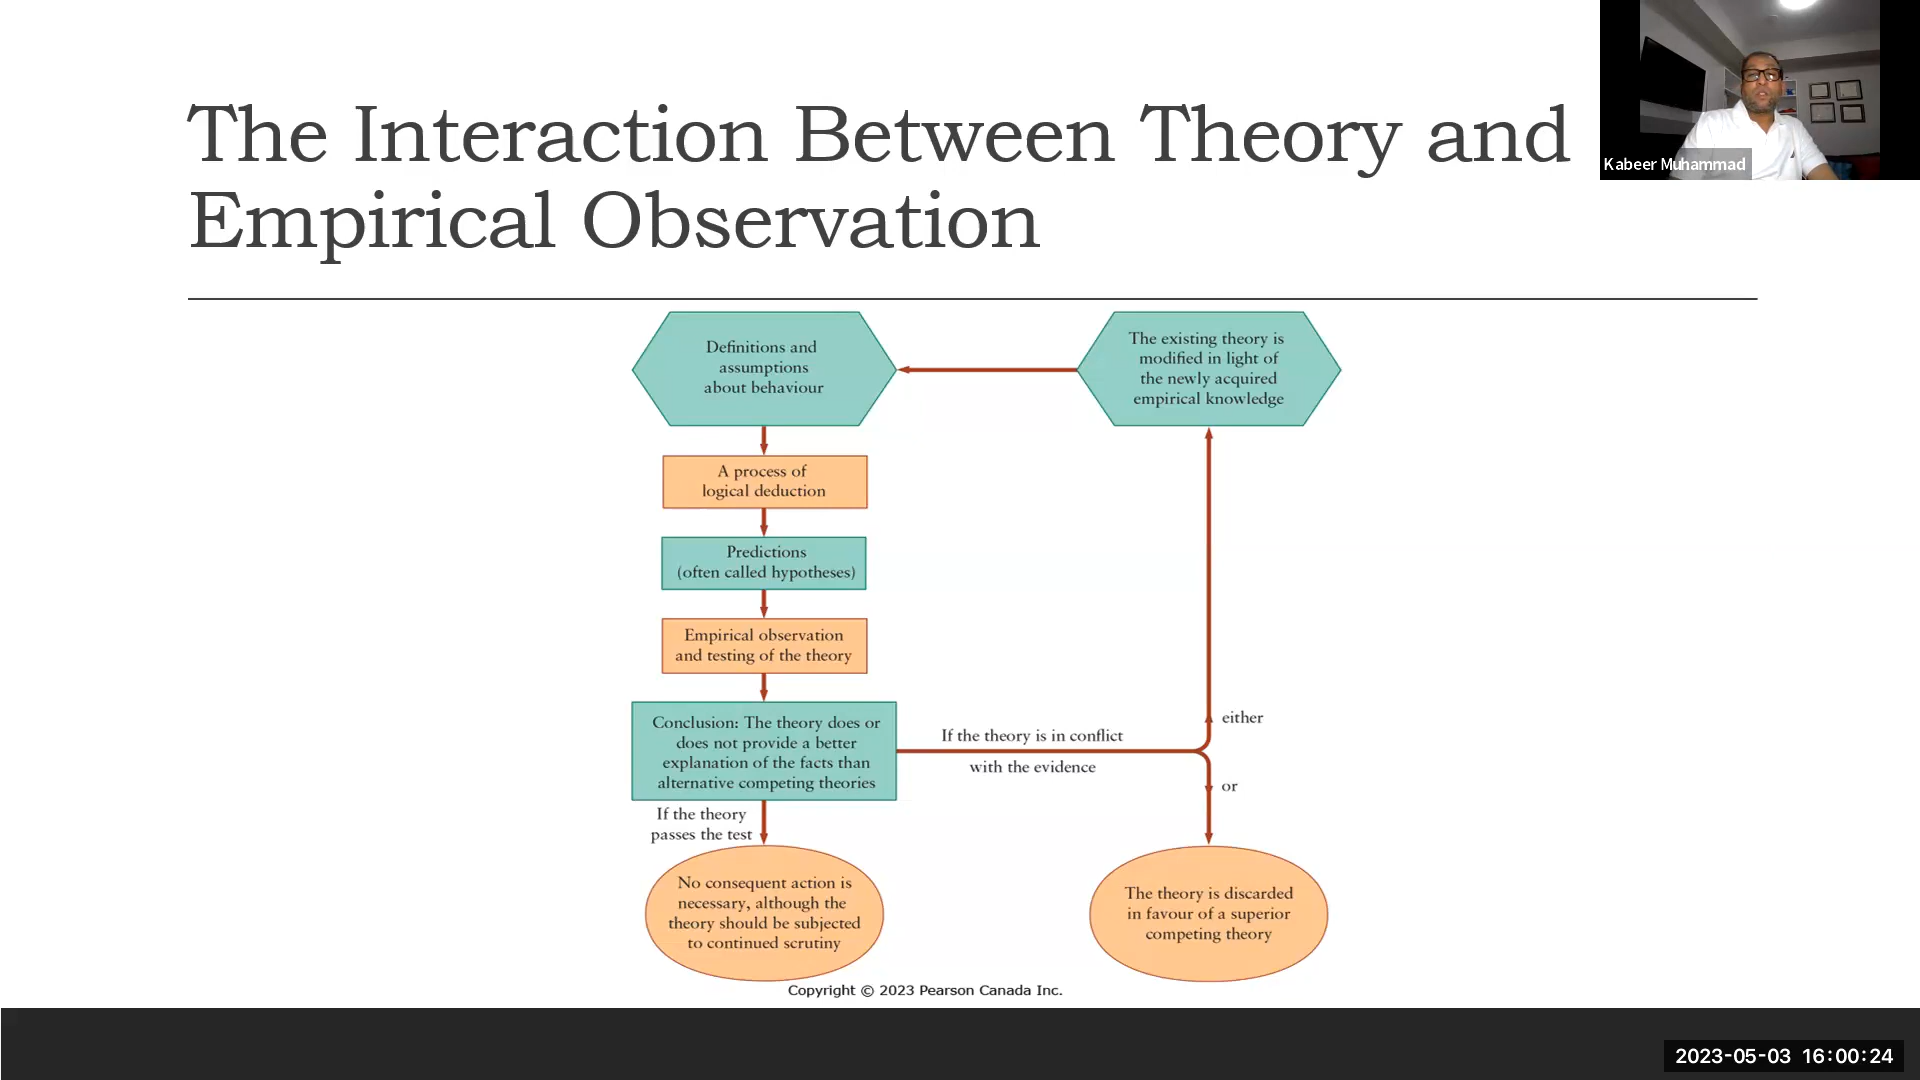 The Interaction Between Theory and
Empirical Observation
Kabeer Muhammad
Definitions and
assumptions
about behaviour
The existing theory is
modified in light of
the newly acquired
empirical knowledge
A process of
logical deduction
Predictions
(often called hypotheses)
Empirical observation
and testing of the theory
Conclusion: The theory does or
does not provide a better
explanation of the facts than
alternative competing theories
If the theory is in conflict
with the evidence
either
or
If the theory
passes the test
No consequent action is
necessary, although the
theory should be subjected
to continued scrutiny
The theory is discarded
in favour of a superior
competing theory
Copyright © 2023 Pearson Canada Inc.
2023-05-03 16:00:24